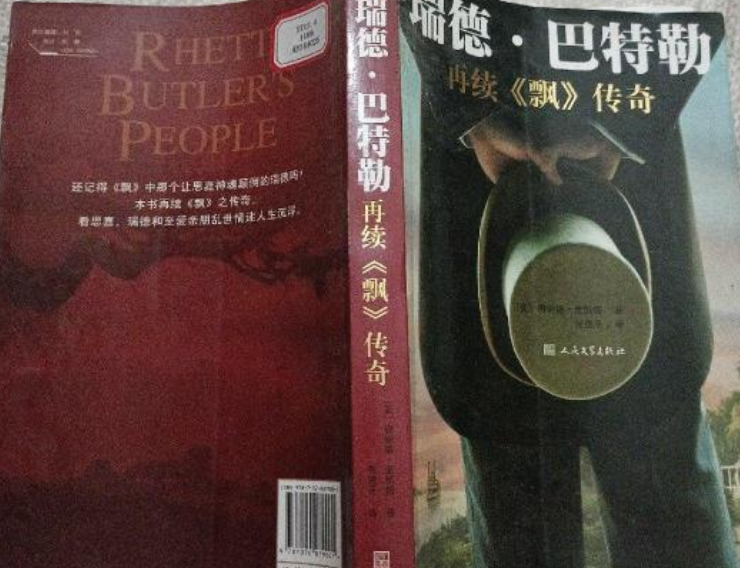 RHETT
BUTLER'S
PEOPLE
还记得《飘》中那个让思嘉神魂颠倒的瑞德吗?
本书再续《飘》之传奇。
看思嘉、瑞德和至爱亲朋乱世情迷人生沉浮。
瑞德·巴特勒
再续《飘》传奇
瑞德·巴特勒
再续《飘》传奇
人民文学出版社